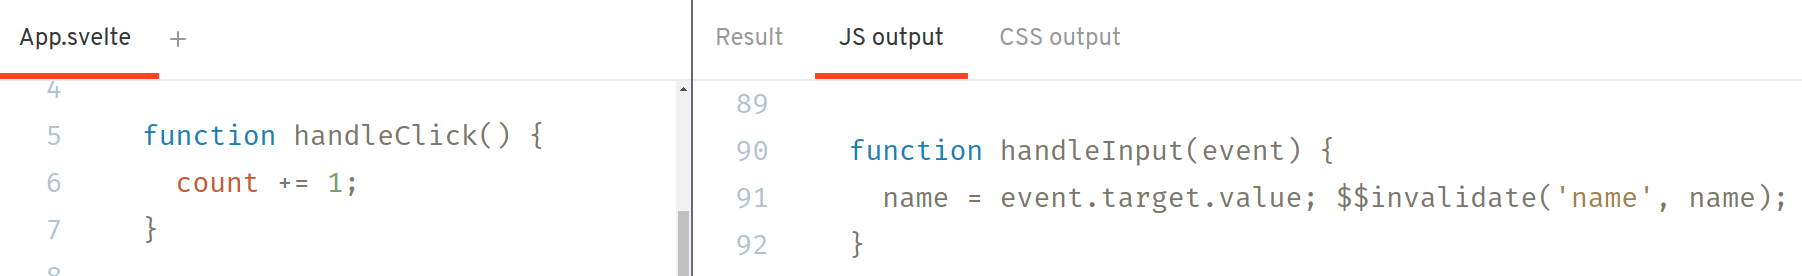 App.svelte +
4
5 function handleClick() {
6 count += 1;
7 }
8
Result JS output CSS output
89
90 function handleInput(event) {
91 name = event.target.value; $$invalidate('name', name);
92 }